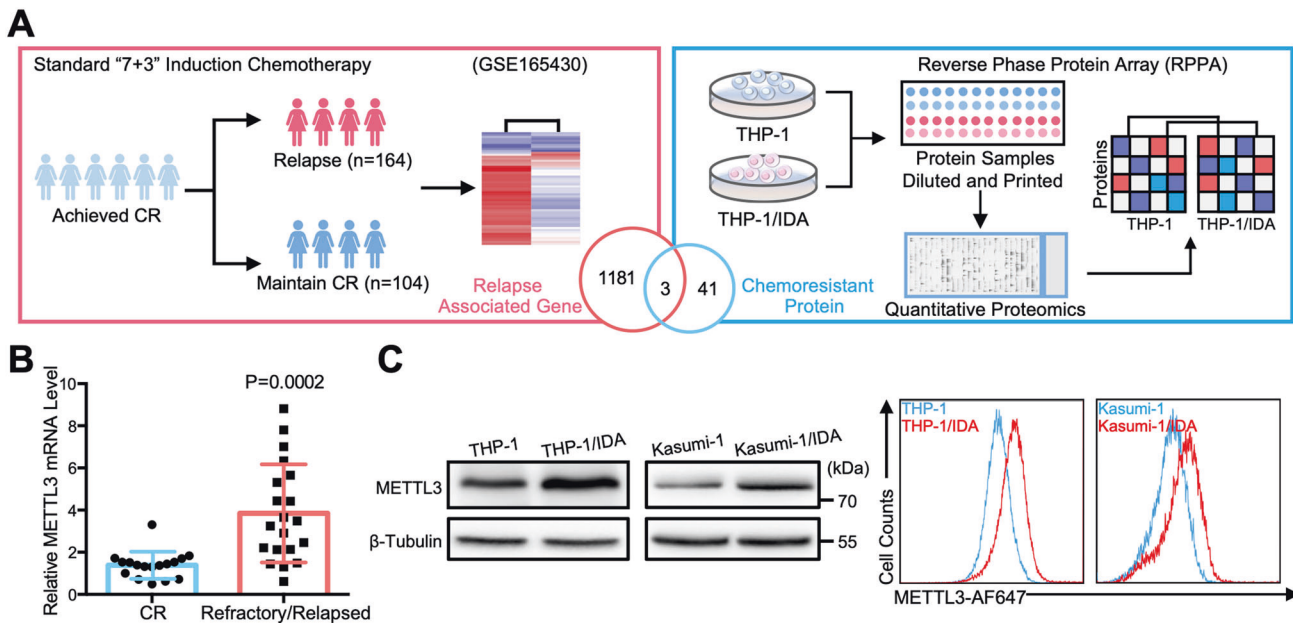 A
Standard “7+3” Induction Chemotherapy
(GSE165430)
Achieved CR
Relapse (n=164)
Maintain CR (n=104)
Relapse
Associated Gene
1181
3
41
Chemoresistant
Protein
Reverse Phase Protein Array (RPPA)
THP-1
THP-1/IDA
Protein Samples
Diluted and Printed
Quantitative Proteomics
Proteins
THP-1
THP-1/IDA
B
Relative METTL3 mRNA Level
10
8
6
4
2
0
P=0.0002
CR
Refractory/Relapsed
C
THP-1
THP-1/IDA
Kasumi-1
Kasumi-1/IDA
(kDa)
METTL3
70
β-Tubulin
55
Cell Counts
THP-1
THP-1/IDA
Kasumi-1
Kasumi-1/IDA
METTL3-AF647